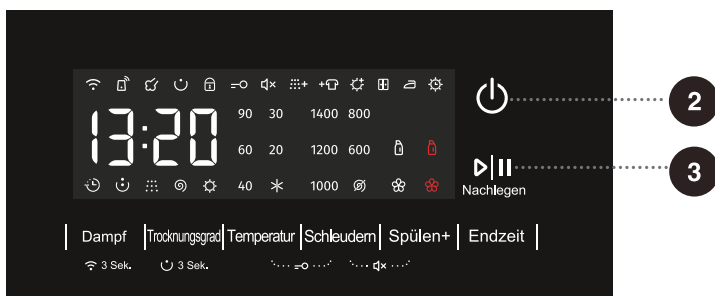 13:20
90 30 1400 800
60 20 1200 600
40 1000
2
3
Nachlegen
Dampf Trocknungsgrad Temperatur Schleudern Spülen+ Endzeit
3 Sek. 3 Sek.